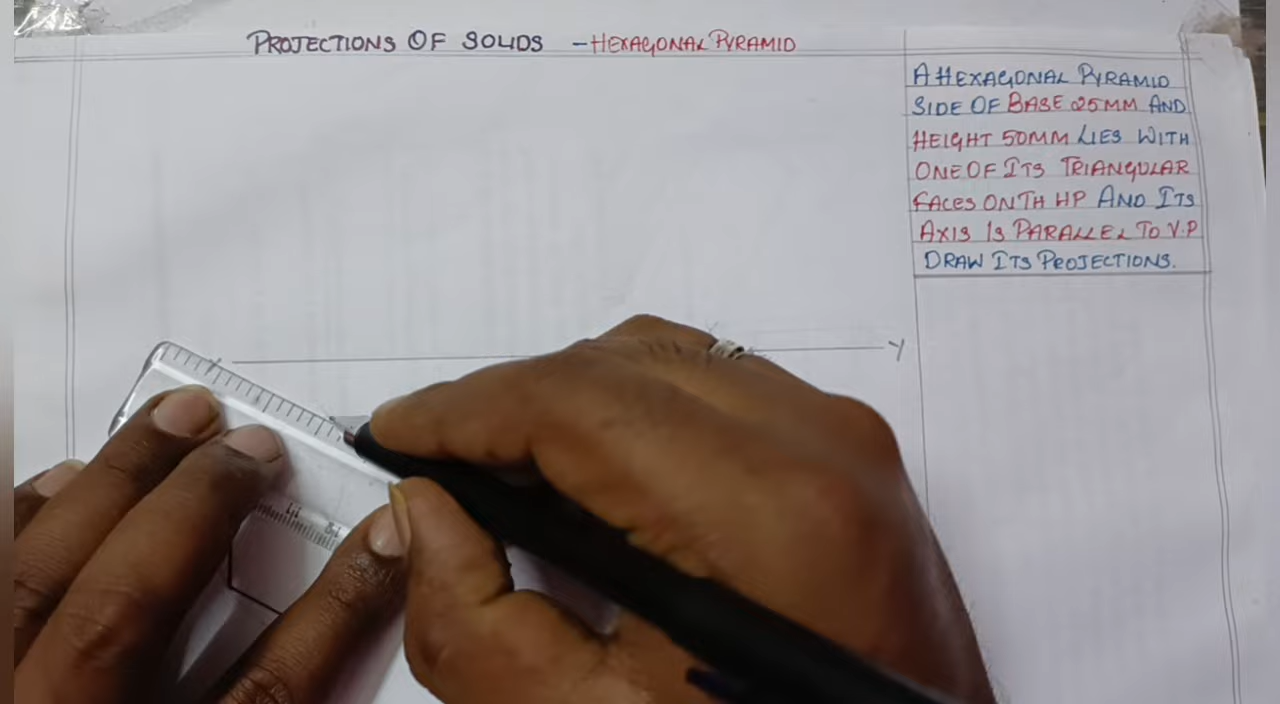 PROJECTIONS OF SOLIDS - HEXAGONAL PYRAMID
A HEXAGONAL PYRAMID
SIDE OF BASE 25MM AND
HEIGHT 50MM LIES WITH
ONE OF ITS TRIANGULAR
FACES ON TH HP AND ITS
AXIS IS PARALLEL TO V.P
DRAW ITS PROJECTIONS.
X
Y